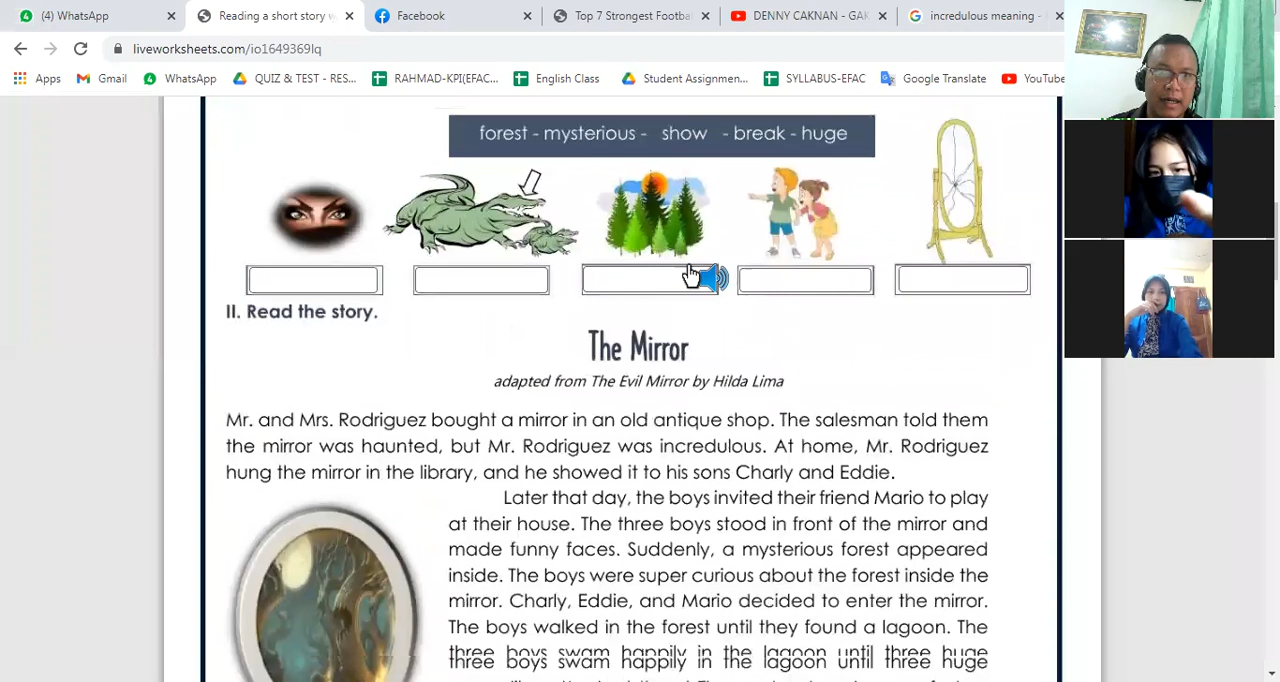 (4) WhatsApp
Reading a short story w
Facebook
Top 7 Strongest Footba
DENNY CAKNAN - GAK
incredulous meaning -
liveworksheets.com/io1649369lq
Apps
Gmail
WhatsApp
QUIZ & TEST - RES...
RAHMAD-KPI(EFAC...
English Class
Student Assignmen...
SYLLABUS-EFAC
Google Translate
YouTube
forest - mysterious - show - break - huge
II. Read the story.
The Mirror
adapted from The Evil Mirror by Hilda Lima
Mr. and Mrs. Rodriguez bought a mirror in an old antique shop. The salesman told them
the mirror was haunted, but Mr. Rodriguez was incredulous. At home, Mr. Rodriguez
hung the mirror in the library, and he showed it to his sons Charly and Eddie.
Later that day, the boys invited their friend Mario to play
at their house. The three boys stood in front of the mirror and
made funny faces. Suddenly, a mysterious forest appeared
inside. The boys were super curious about the forest inside the
mirror. Charly, Eddie, and Mario decided to enter the mirror.
The boys walked in the forest until they found a lagoon. The
three boys swam happily in the lagoon until three huge